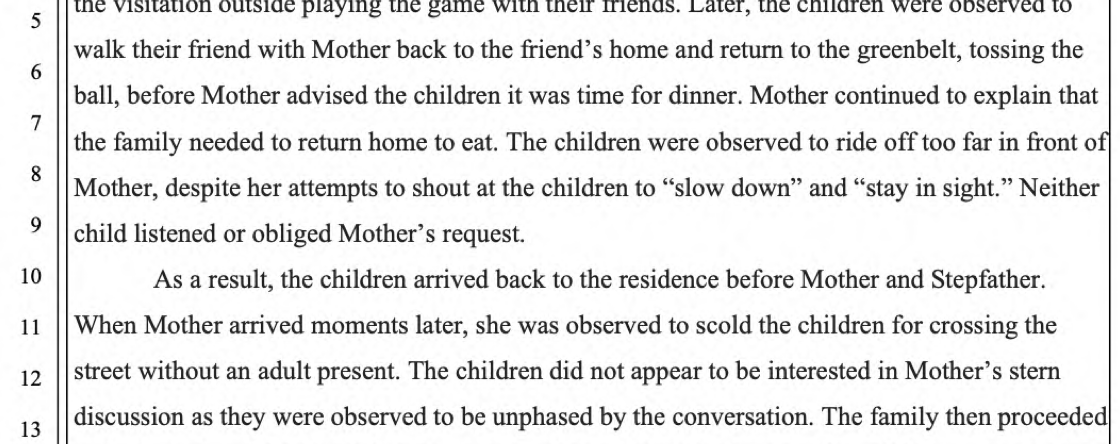 the visitation outside playing the game with their friends. Later, the children were observed to
5
walk their friend with Mother back to the friend’s home and return to the greenbelt, tossing the
6
ball, before Mother advised the children it was time for dinner. Mother continued to explain that
7
the family needed to return home to eat. The children were observed to ride off too far in front of
8
Mother, despite her attempts to shout at the children to “slow down” and “stay in sight.” Neither
9
child listened or obliged Mother’s request.
10
As a result, the children arrived back to the residence before Mother and Stepfather.
11
When Mother arrived moments later, she was observed to scold the children for crossing the
12
street without an adult present. The children did not appear to be interested in Mother’s stern
13
discussion as they were observed to be unphased by the conversation. The family then proceeded